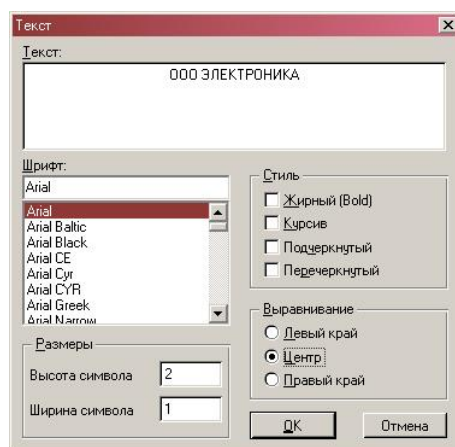 Текст
Текст:
ООО ЭЛЕКТРОНИКА
Шрифт:
Arial
Arial
Arial Baltic
Arial Black
Arial CE
Arial Cyr
Arial CYR
Arial Greek
Arial Narrow
Стиль
Жирный (Bold)
Курсив
Подчеркнутый
Перечеркнутый
Выравнивание
Левый край
Центр
Правый край
Размеры
Высота символа 2
Ширина символа 1
OK Отмена